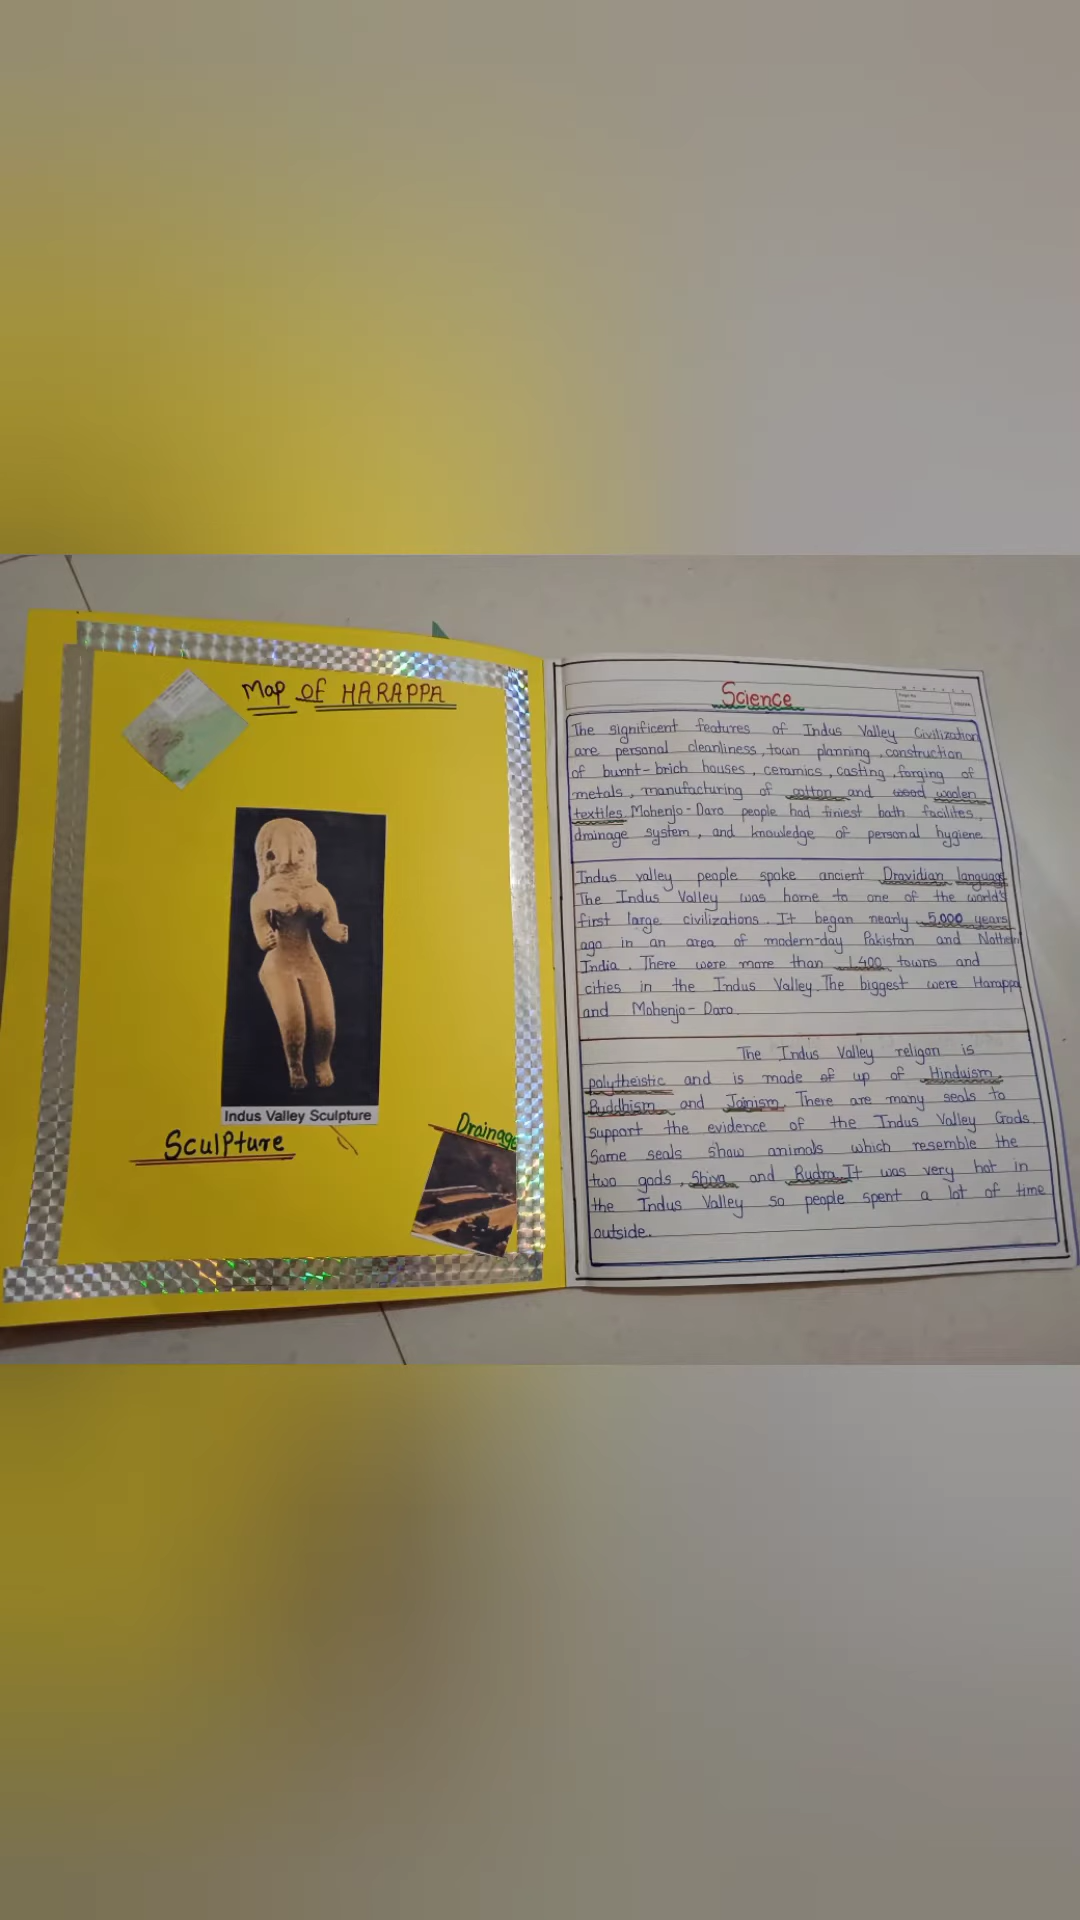 Map of HARAPPA
Indus Valley Sculpture
Sculpture
Drainage
Science
The significent features of Indus Valley Civilization
are personal cleanliness, town planning, construction
of burnt-brich houses, ceramics, casting, forging of
metals, manufacturing of cotton and wood woolen
textiles. Mohenjo-Daro people had finiest bath facilites,
drainage system, and knowledge of personal hygiene
Indus valley people spoke ancient Dravidian language
The Indus Valley was home to one of the world's
first large civilizations. It began nearly 5,000 years
ago in an area of modern-day Pakistan and
India. There were more than 1,400 towns and
cities in the Indus Valley. The biggest were Harappa
and Mohenjo-Daro.
The Indus Valley religon is
polytheistic and is made of up of Hinduism,
Buddhism and Jainism. There are many seals to
support the evidence of the Indus Valley Gods.
Some seals show animals which resemble the
two gods, Shiva and Rudra. It was very hot in
the Indus Valley so people spent a lot of time
outside.